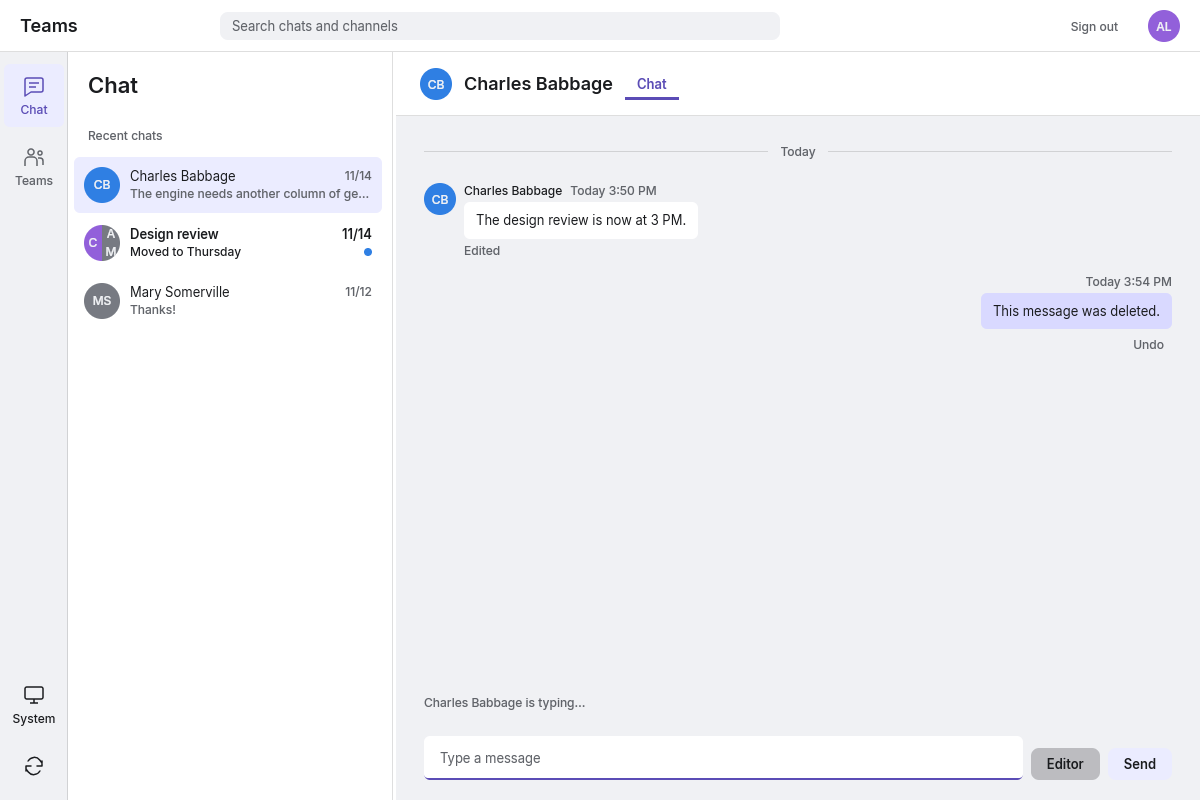 Teams
Search chats and channels
Sign out
AL
Chat
Teams
System
Chat
Recent chats
CB
Charles Babbage
11/14
The engine needs another column of ge...
C
A
M
Design review
11/14
Moved to Thursday
MS
Mary Somerville
11/12
Thanks!
CB
Charles Babbage
Chat
Today
CB
Charles Babbage Today 3:50 PM
The design review is now at 3 PM.
Edited
Today 3:54 PM
This message was deleted.
Undo
Charles Babbage is typing...
Type a message
Editor
Send